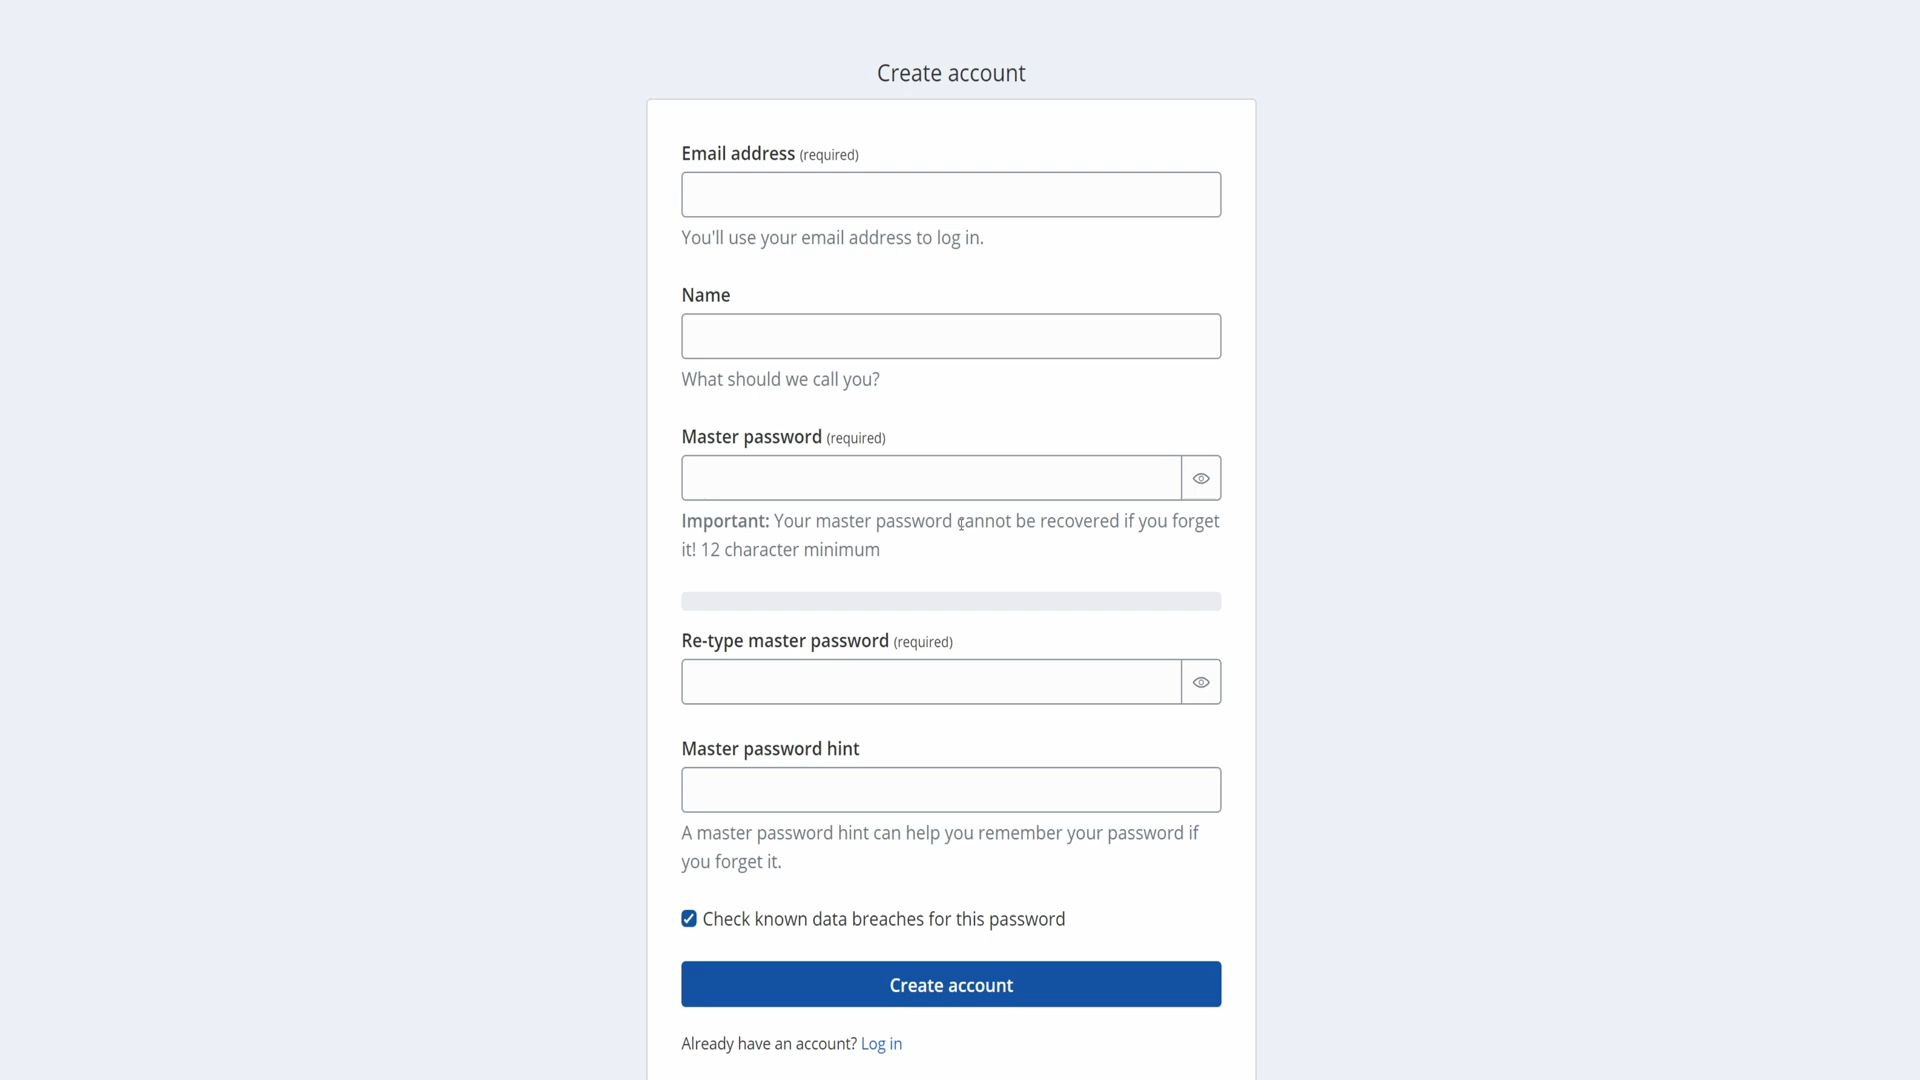 Create account
Email address (required)
You'll use your email address to log in.
Name
What should we call you?
Master password (required)
Important: Your master password cannot be recovered if you forget
it! 12 character minimum
Re-type master password (required)
Master password hint
A master password hint can help you remember your password if
you forget it.
Check known data breaches for this password
Create account
Already have an account? Log in